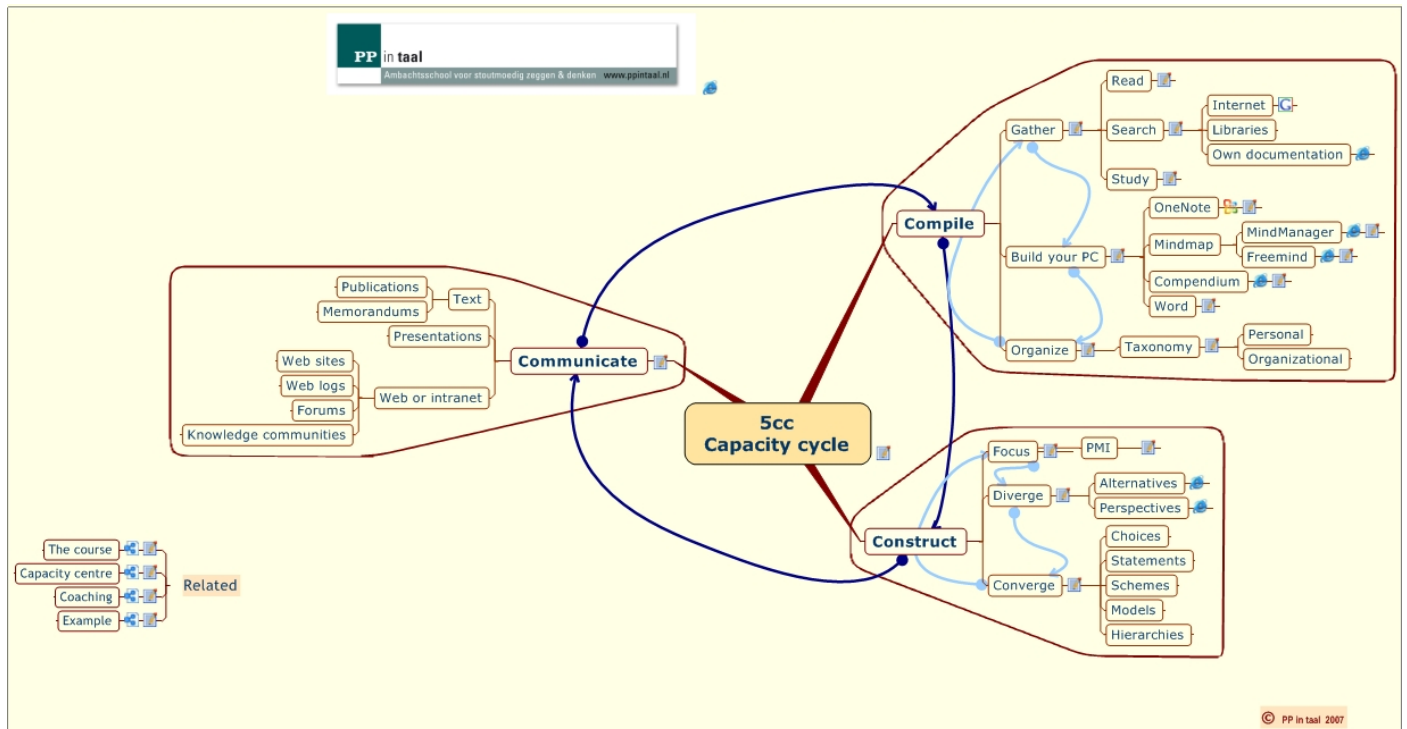 PP in taal
Ambachtsschool voor stoutmoedig zeggen & denken www.ppintaal.nl
5cc
Capacity cycle
Compile
Gather
Read
Search
Internet
Libraries
Own documentation
Study
Build your PC
OneNote
Mindmap
MindManager
Freemind
Compendium
Word
Organize
Taxonomy
Personal
Organizational
Construct
Focus
PMI
Diverge
Alternatives
Perspectives
Converge
Choices
Statements
Schemes
Models
Hierarchies
Communicate
Text
Publications
Memorandums
Presentations
Web or intranet
Web sites
Web logs
Forums
Knowledge communities
Related
The course
Capacity centre
Coaching
Example
© PP in taal 2007